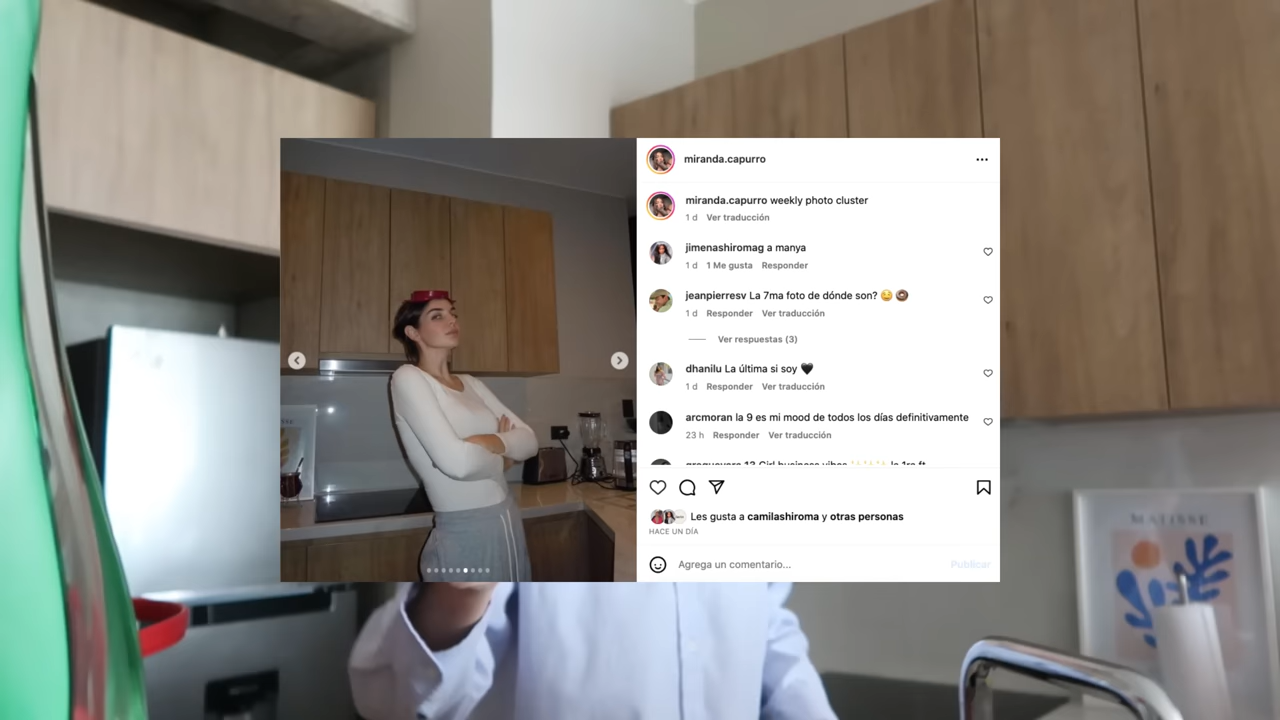 miranda.capurro
miranda.capurro weekly photo cluster
1 d Ver traducción
jimenashiromag a manya
1 d 1 Me gusta Responder
jeanpierresv La 7ma foto de dónde son? 😏 🍩
1 d Responder Ver traducción
Ver respuestas (3)
dhanilu La última si soy 🖤
1 d Responder Ver traducción
arcmoran la 9 es mi mood de todos los días definitivamente
23 h Responder Ver traducción
Les gusta a camilashiroma y otras personas
HACE UN DÍA
Agrega un comentario...
Publicar
MATISSE